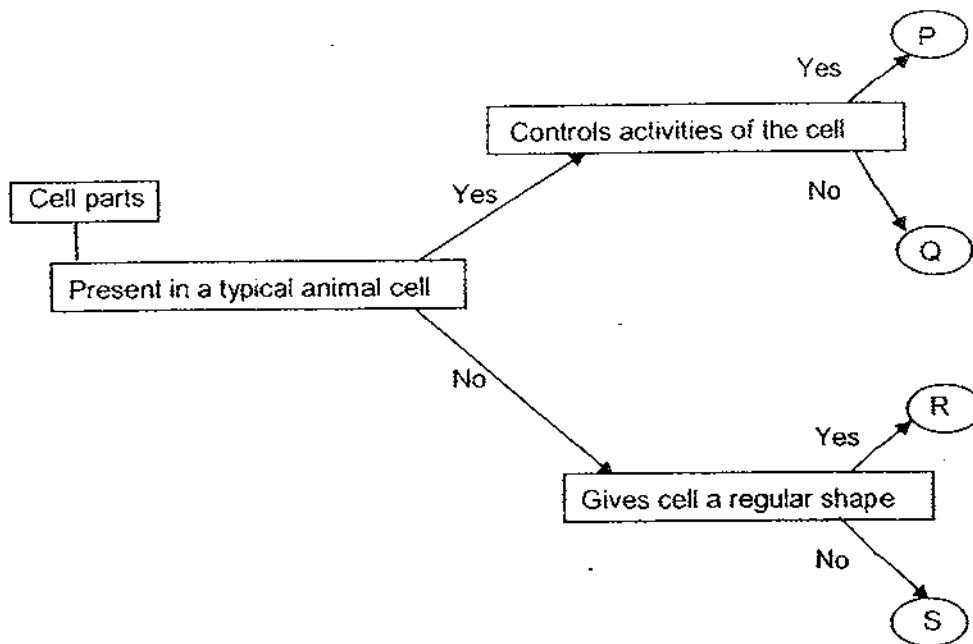 P
Yes
Controls activities of the cell
Cell parts
Yes
No
Q
Present in a typical animal cell
No
R
Yes
Gives cell a regular shape
No
S